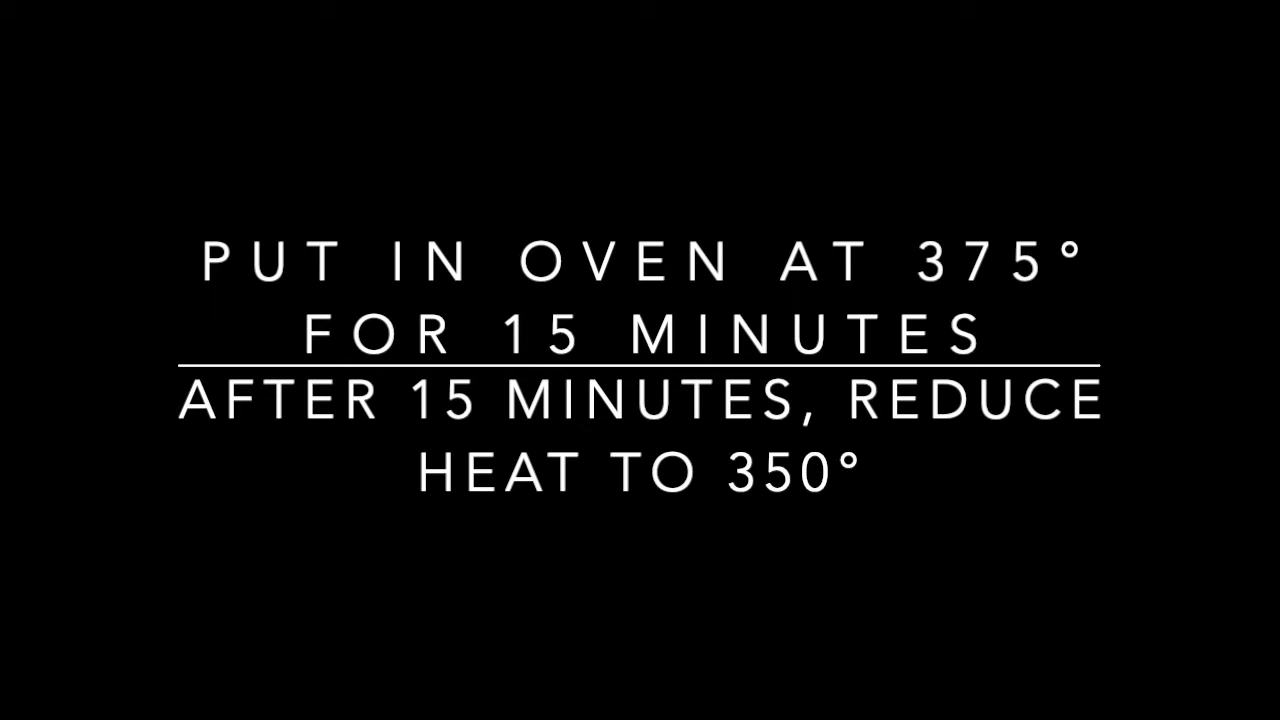 PUT IN OVEN AT 375°
FOR 15 MINUTES
AFTER 15 MINUTES, REDUCE
HEAT TO 350°